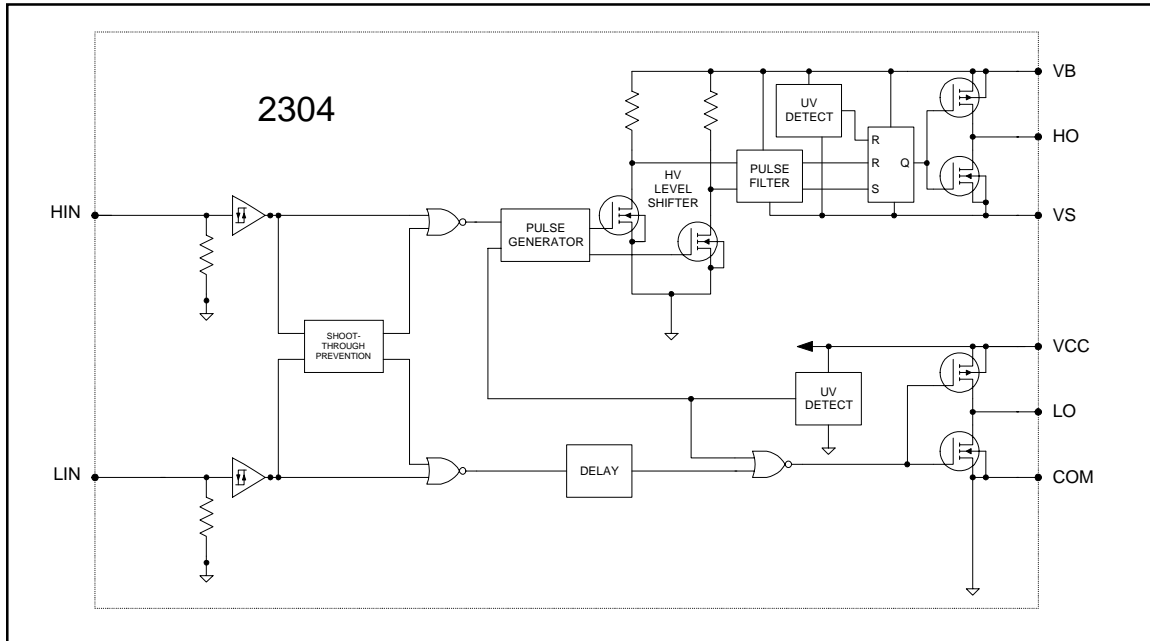 2304
VB
UV
DETECT
HO
R
R
Q
S
PULSE
FILTER
HV
LEVEL
SHIFTER
HIN
VS
PULSE
GENERATOR
SHOOT-
THROUGH
PREVENTION
VCC
UV
DETECT
LO
LIN
DELAY
COM